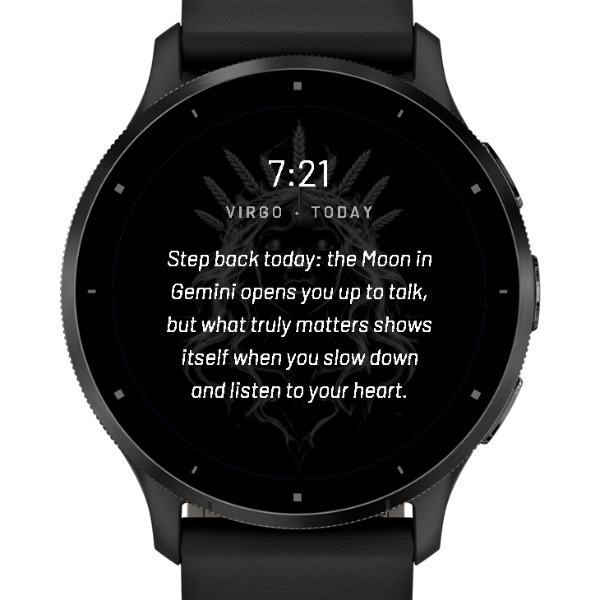 7:21
VIRGO · TODAY
Step back today: the Moon in
Gemini opens you up to talk,
but what truly matters shows
itself when you slow down
and listen to your heart.